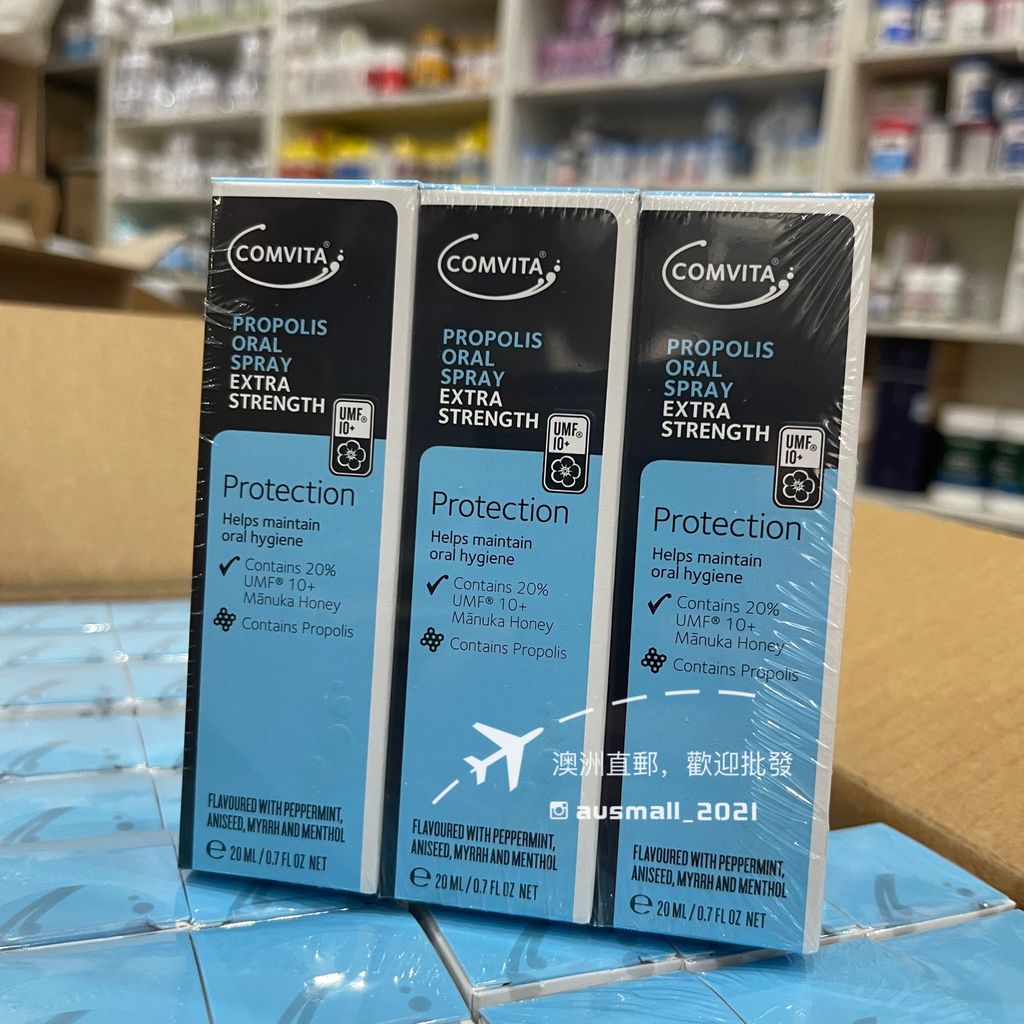 COMVITA®
PROPOLIS
ORAL
SPRAY
EXTRA
STRENGTH
UMF®
10+
Protection
Helps maintain
oral hygiene
Contains 20%
UMF® 10+
Mānuka Honey
Contains Propolis
FLAVOURED WITH PEPPERMINT,
ANISEED, MYRRH AND MENTHOL
e 20 ML / 0.7 FL OZ NET
COMVITA®
PROPOLIS
ORAL
SPRAY
EXTRA
STRENGTH
UMF®
10+
Protection
Helps maintain
oral hygiene
Contains 20%
UMF® 10+
Mānuka Honey
Contains Propolis
FLAVOURED WITH PEPPERMINT,
ANISEED, MYRRH AND MENTHOL
e 20 ML / 0.7 FL OZ NET
COMVITA®
PROPOLIS
ORAL
SPRAY
EXTRA
STRENGTH
UMF®
10+
Protection
Helps maintain
oral hygiene
Contains 20%
UMF® 10+
Mānuka Honey
Contains Propolis
FLAVOURED WITH PEPPERMINT,
ANISEED, MYRRH AND MENTHOL
e 20 ML / 0.7 FL OZ NET
澳洲直郵，歡迎批發
ausmall_2021